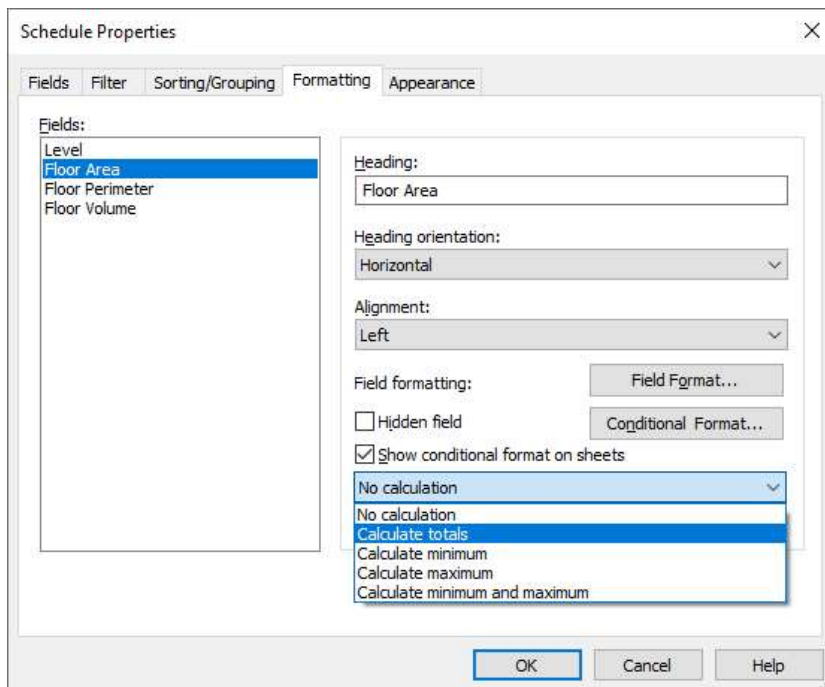 Schedule Properties
Fields Filter Sorting/Grouping Formatting Appearance
Fields:
Level
Floor Area
Floor Perimeter
Floor Volume
Heading:
Floor Area
Heading orientation:
Horizontal
Alignment:
Left
Field formatting:
Field Format...
Hidden field
Conditional Format...
Show conditional format on sheets
No calculation
No calculation
Calculate totals
Calculate minimum
Calculate maximum
Calculate minimum and maximum
OK Cancel Help